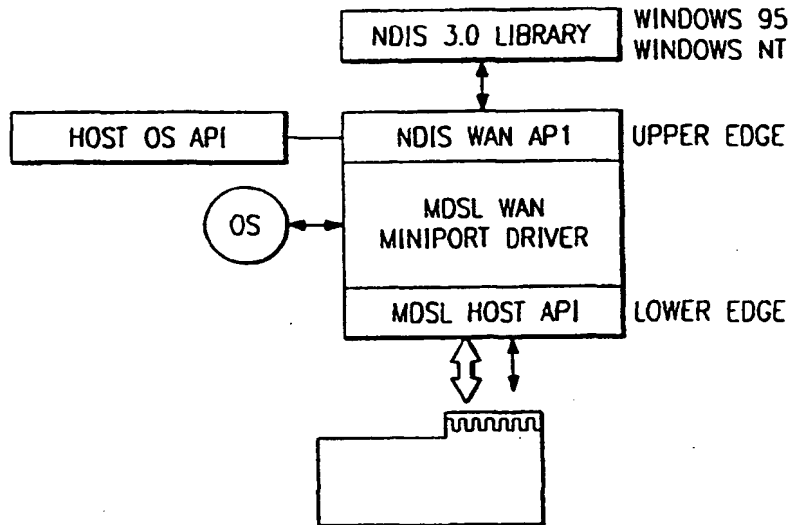 NDIS 3.0 LIBRARY
WINDOWS 95
WINDOWS NT
HOST OS API
NDIS WAN AP1
UPPER EDGE
OS
MDSL WAN
MINIPORT DRIVER
MDSL HOST API
LOWER EDGE